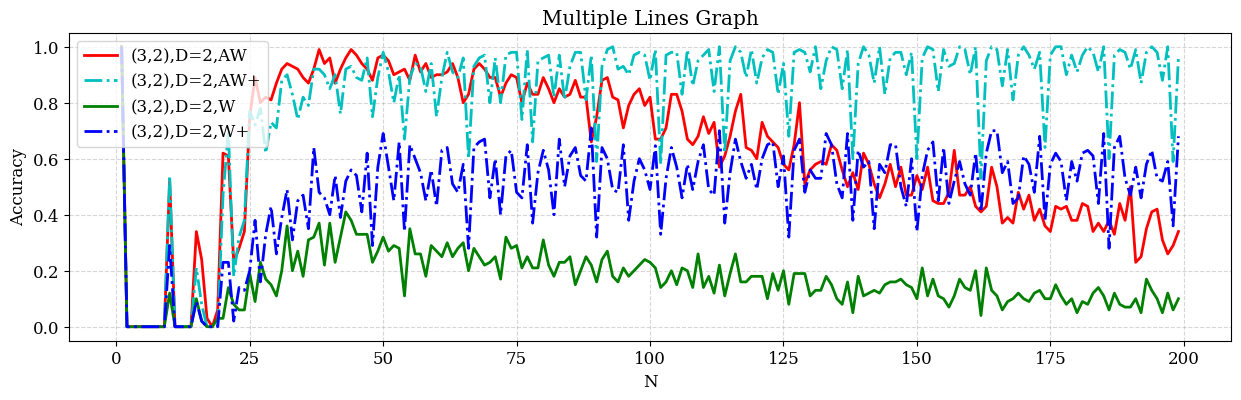 Multiple Lines Graph
Accuracy
1.0
0.8
0.6
0.4
0.2
0.0
(3,2),D=2,AW
(3,2),D=2,AW+
(3,2),D=2,W
(3,2),D=2,W+
0 25 50 75 100 125 150 175 200
N